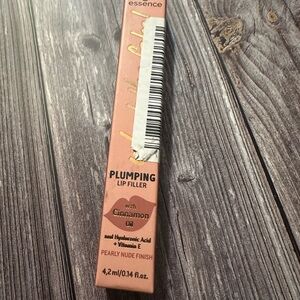 essence
PLUMPING
LIP FILLER
with
Cinnamon
Oil
and Hyaluronic Acid
+ Vitamin E
PEARLY NUDE FINISH
4,2 ml/0.14 fl.oz.